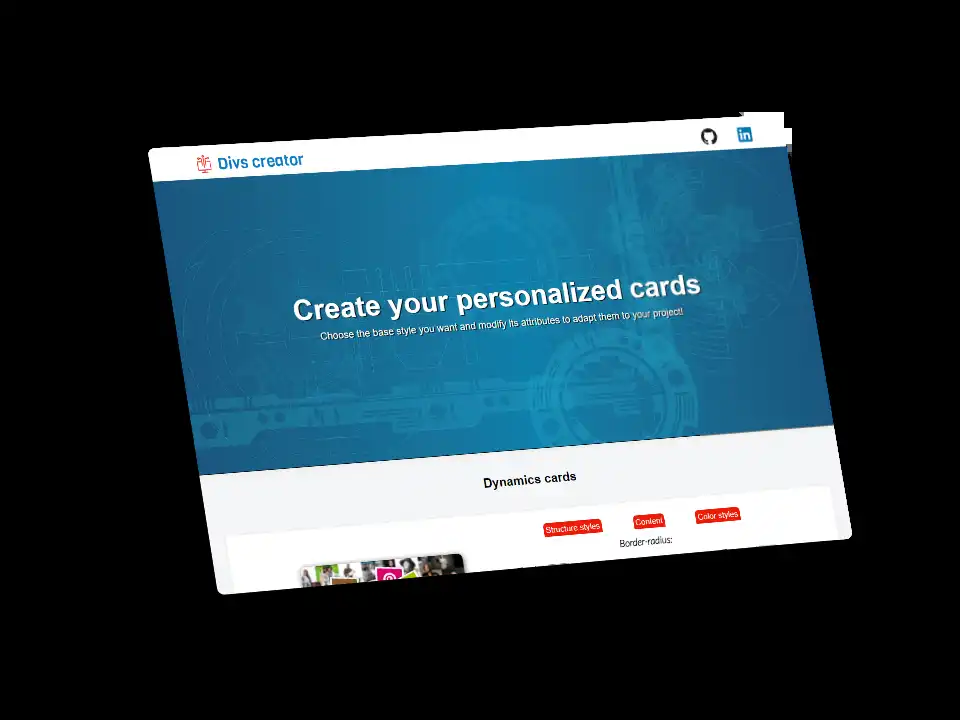 Divs creator
Create your personalized cards
Choose the base style you want and modify its attributes to adapt them to your project!
Dynamics cards
Structure styles
Content
Color styles
Border-radius: